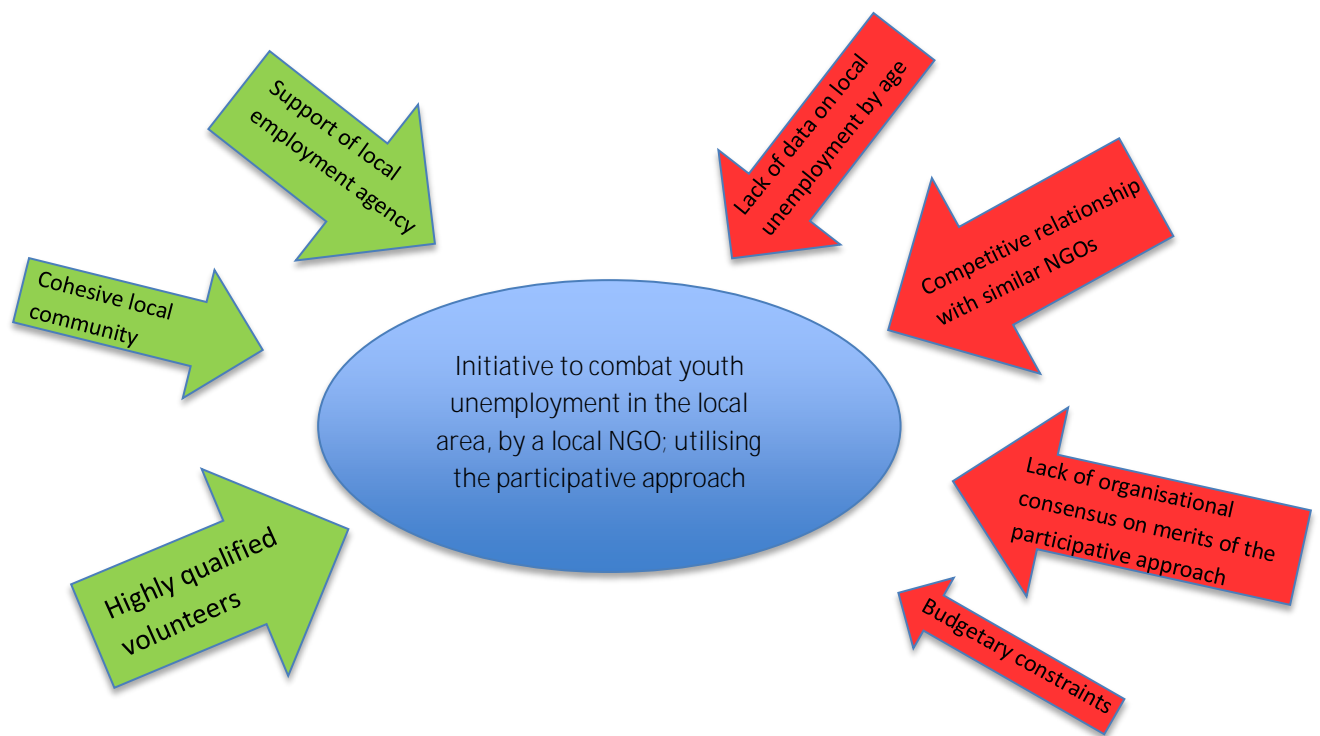 Support of local
employment agency
Cohesive local
community
Highly qualified
volunteers
Initiative to combat youth
unemployment in the local
area, by a local NGO; utilising
the participative approach
Lack of data on local
unemployment by age
Competitive relationship
with similar NGOs
Lack of organisational
consensus on merits of the
participative approach
Budgetary constraints